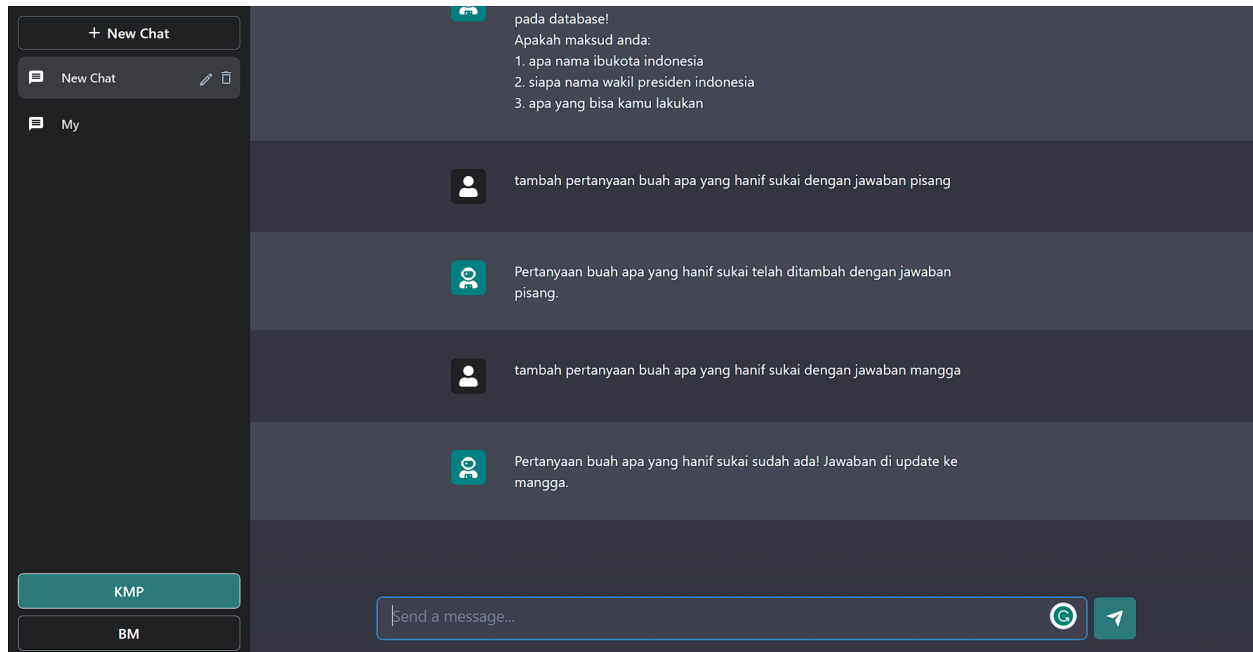 + New Chat
New Chat
My
KMP
BM
pada database!
Apakah maksud anda:
1. apa nama ibukota indonesia
2. siapa nama wakil presiden indonesia
3. apa yang bisa kamu lakukan
tambah pertanyaan buah apa yang hanif sukai dengan jawaban pisang
Pertanyaan buah apa yang hanif sukai telah ditambah dengan jawaban
pisang.
tambah pertanyaan buah apa yang hanif sukai dengan jawaban mangga
Pertanyaan buah apa yang hanif sukai sudah ada! Jawaban di update ke
mangga.
Send a message...